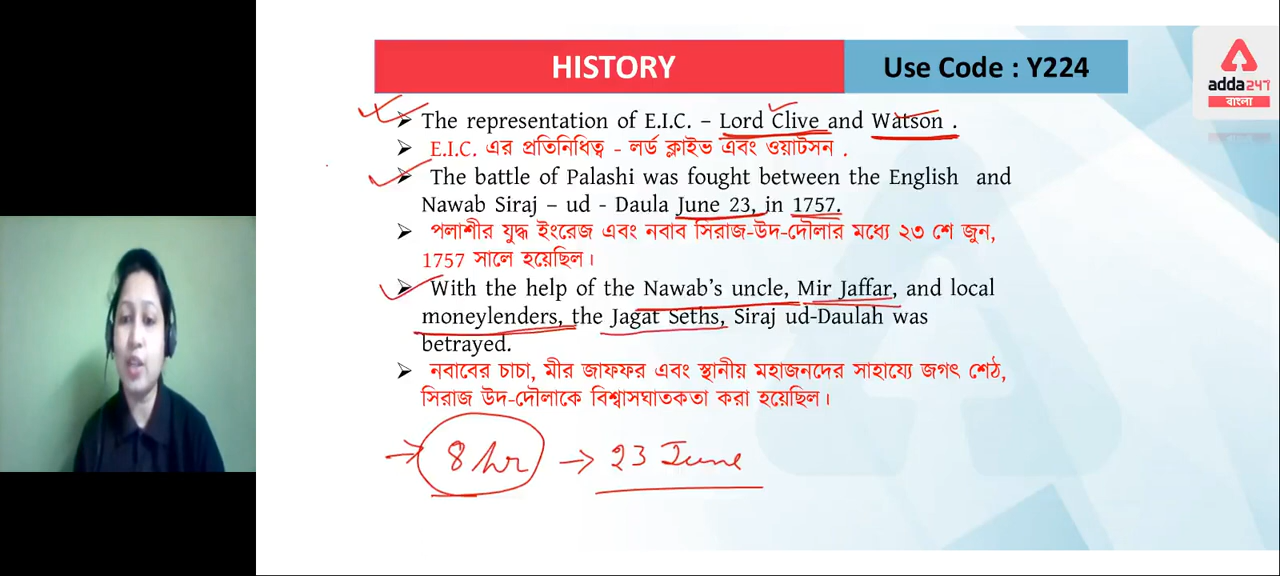 HISTORY
Use Code : Y224
adda247
বাংলা
➢ The representation of E.I.C. – Lord Clive and Watson .
➢ E.I.C. এর প্রতিনিধিত্ব - লর্ড ক্লাইভ এবং ওয়াটসন .
➢ The battle of Palashi was fought between the English and
Nawab Siraj – ud - Daula June 23, in 1757.
➢ পলাশীর যুদ্ধ ইংরেজ এবং নবাব সিরাজ-উদ-দৌলার মধ্যে ২৩ শে জুন,
1757 সালে হয়েছিল।
➢ With the help of the Nawab's uncle, Mir Jaffar, and local
moneylenders, the Jagat Seths, Siraj ud-Daulah was
betrayed.
➢ নবাবের চাচা, মীর জাফফর এবং স্থানীয় মহাজনদের সাহায্যে জগৎ শেঠ,
সিরাজ উদ-দৌলাকে বিশ্বাসঘাতকতা করা হয়েছিল।
→ 8 hr → 23 June